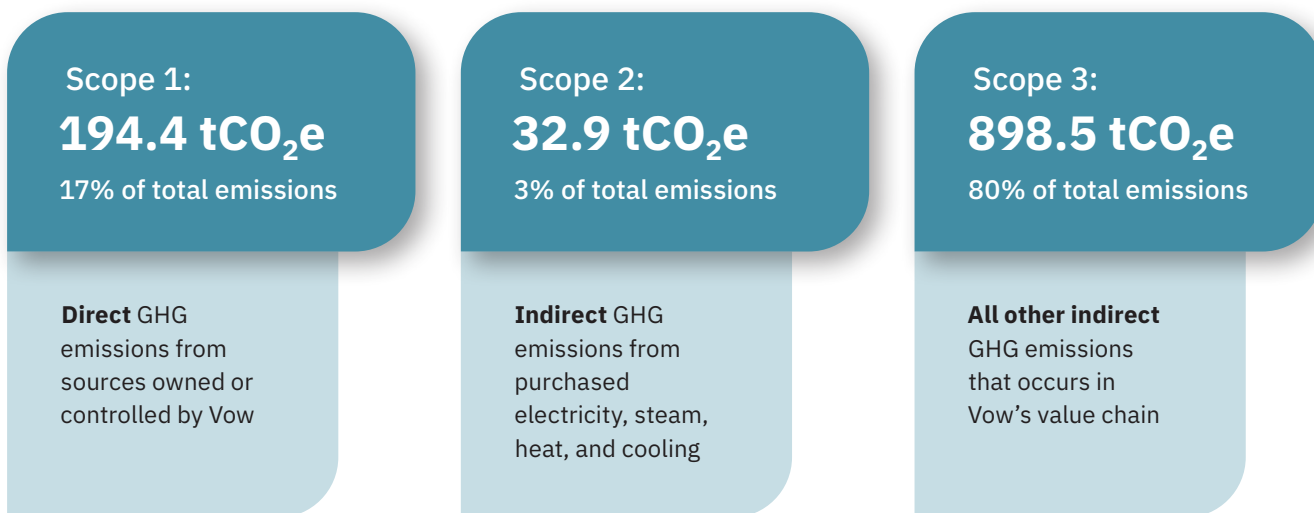 Scope 1:
194.4 tCO₂e
17% of total emissions
Direct GHG
emissions from
sources owned or
controlled by Vow
Scope 2:
32.9 tCO₂e
3% of total emissions
Indirect GHG
emissions from
purchased
electricity, steam,
heat, and cooling
Scope 3:
898.5 tCO₂e
80% of total emissions
All other indirect
GHG emissions
that occurs in
Vow’s value chain